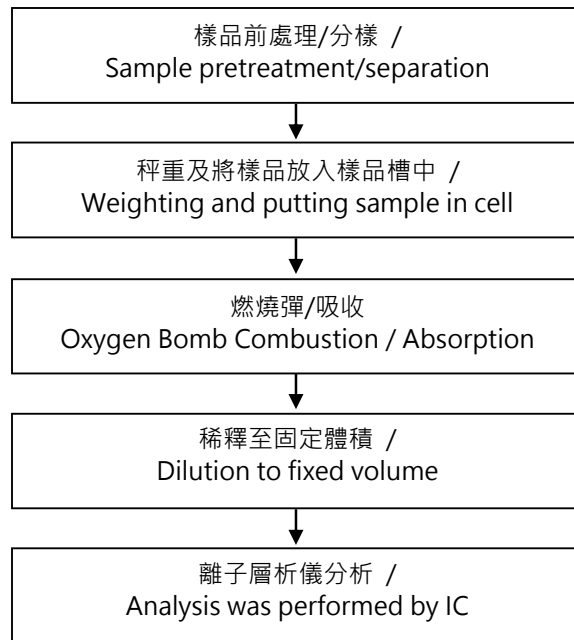 樣品前處理/分樣 /
Sample pretreatment/separation
秤重及將樣品放入樣品槽中 /
Weighting and putting sample in cell
燃燒彈/吸收
Oxygen Bomb Combustion / Absorption
稀釋至固定體積 /
Dilution to fixed volume
離子層析儀分析 /
Analysis was performed by IC